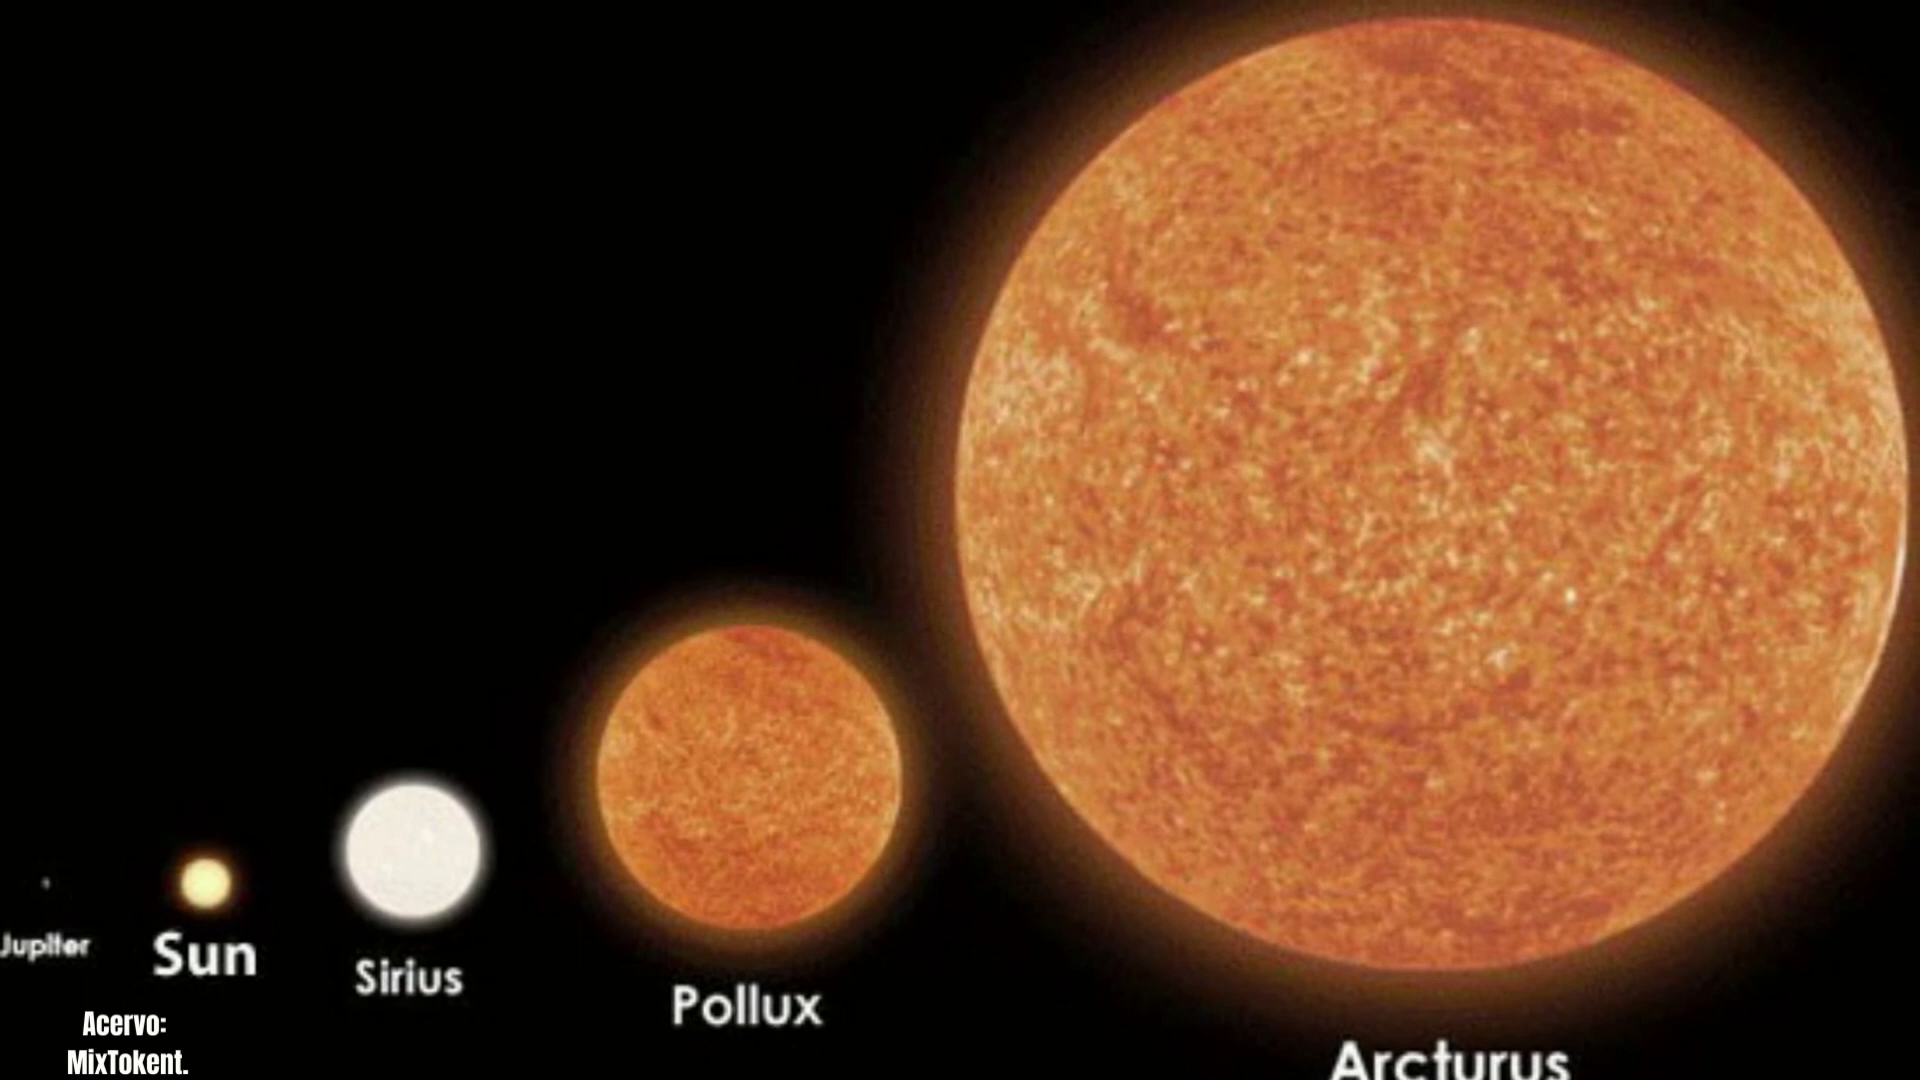 Jupiter
Sun
Sirius
Pollux
Arcturus
Acervo:
MixTokent.